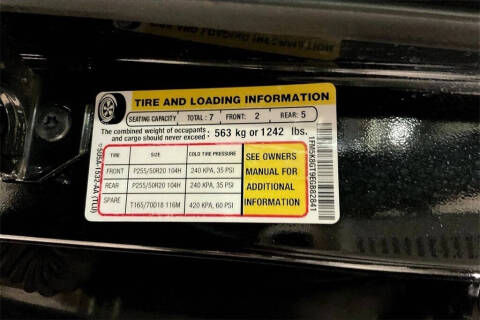 TIRE AND LOADING INFORMATION
SEATING CAPACITY TOTAL: 7 FRONT: 2 REAR: 5
The combined weight of occupants and cargo should never exceed: 563 kg or 1242 lbs.
TIRE SIZE COLD TIRE PRESSURE
FRONT P255/50R20 104H 240 KPA, 35 PSI
REAR P255/50R20 104H 240 KPA, 35 PSI
SPARE T165/70D18 116M 420 KPA, 60 PSI
SEE OWNERS
MANUAL FOR
ADDITIONAL
INFORMATION